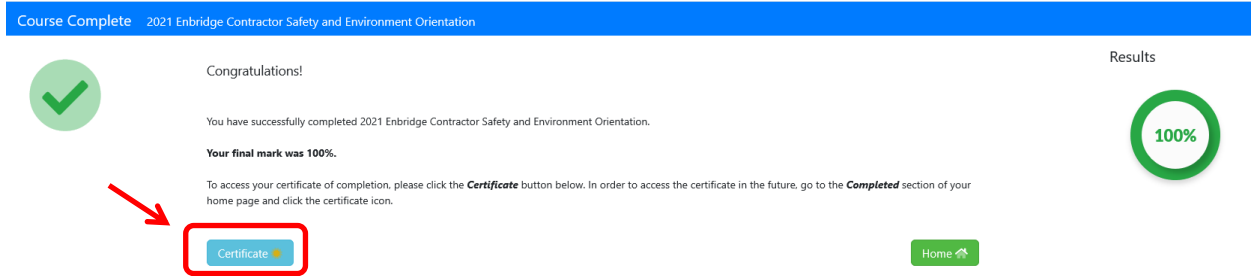 Course Complete 2021 Enbridge Contractor Safety and Environment Orientation
Results
Congratulations!
You have successfully completed 2021 Enbridge Contractor Safety and Environment Orientation.
100%
Your final mark was 100%.
To access your certificate of completion, please click the Certificate button below. In order to access the certificate in the future, go to the Completed section of your
home page and click the certificate icon.
Certificate
Home